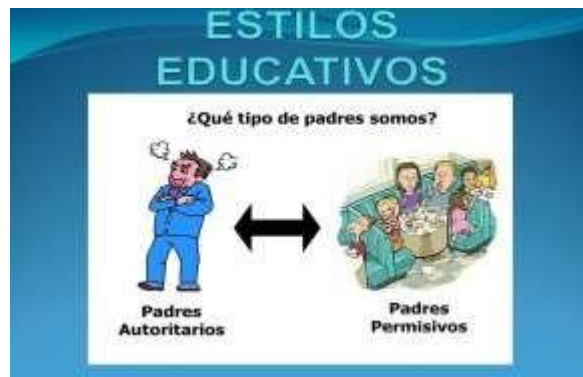 ESTILOS
EDUCATIVOS
¿Qué tipo de padres somos?
Padres
Autoritarios
Padres
Permisivos